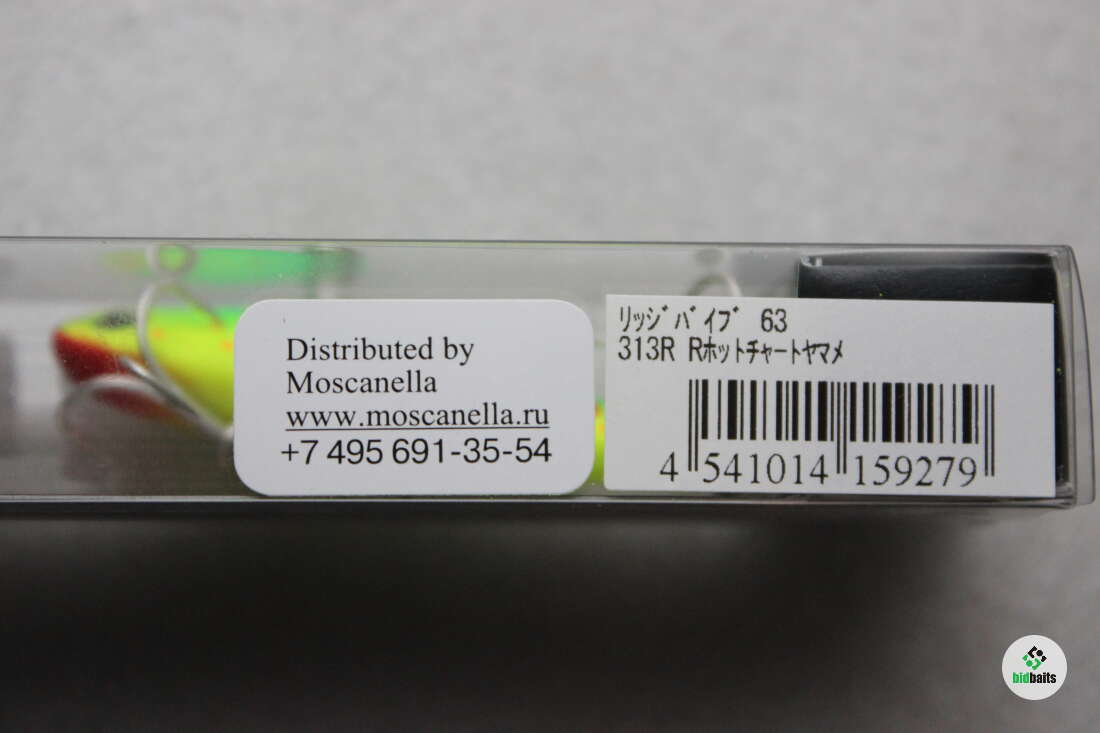 Distributed by
Moscanella
www.moscanella.ru
+7 495 691-35-54
ﾘｯｼﾞﾊﾞｲﾌﾞ 63
313R Rﾎｯﾄﾁｬｰﾄﾔﾏﾒ
4 541014 159279
bidbaits